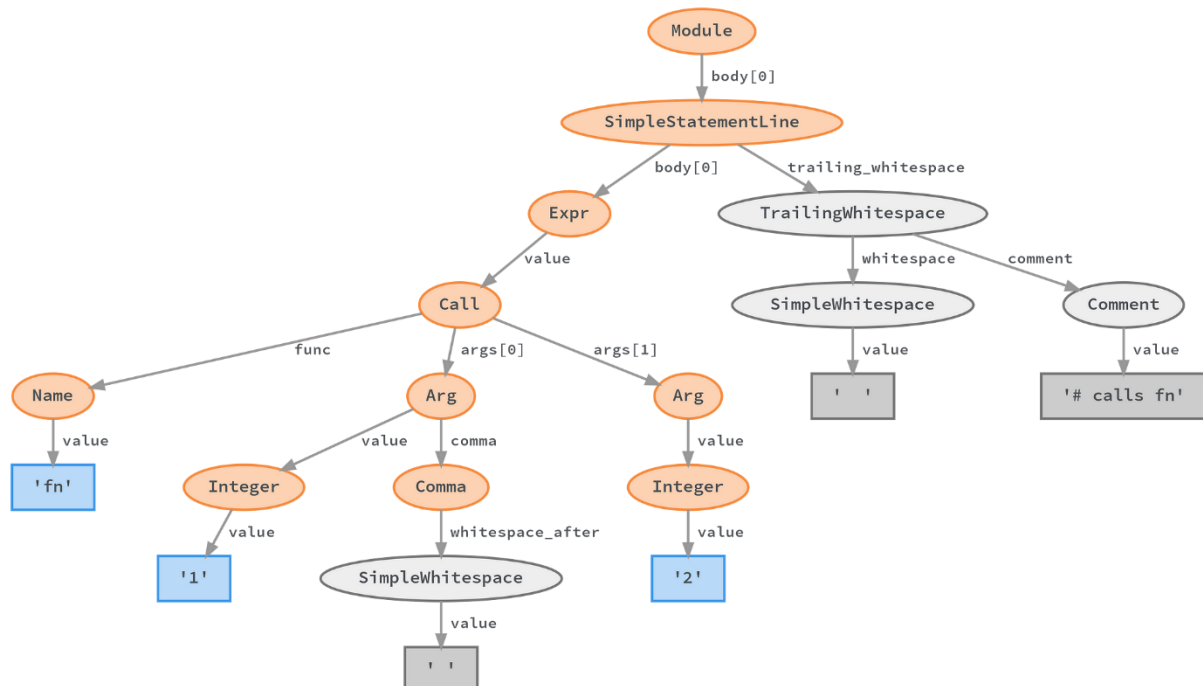 Module
body[0]
SimpleStatementLine
body[0]
trailing_whitespace
Expr
TrailingWhitespace
value
whitespace
comment
Call
SimpleWhitespace
Comment
func
args[0]
args[1]
value
value
Name
Arg
Arg
'  '
'# calls fn'
value
value
comma
value
'fn'
Integer
Comma
Integer
value
whitespace_after
value
'1'
SimpleWhitespace
'2'
value
' '